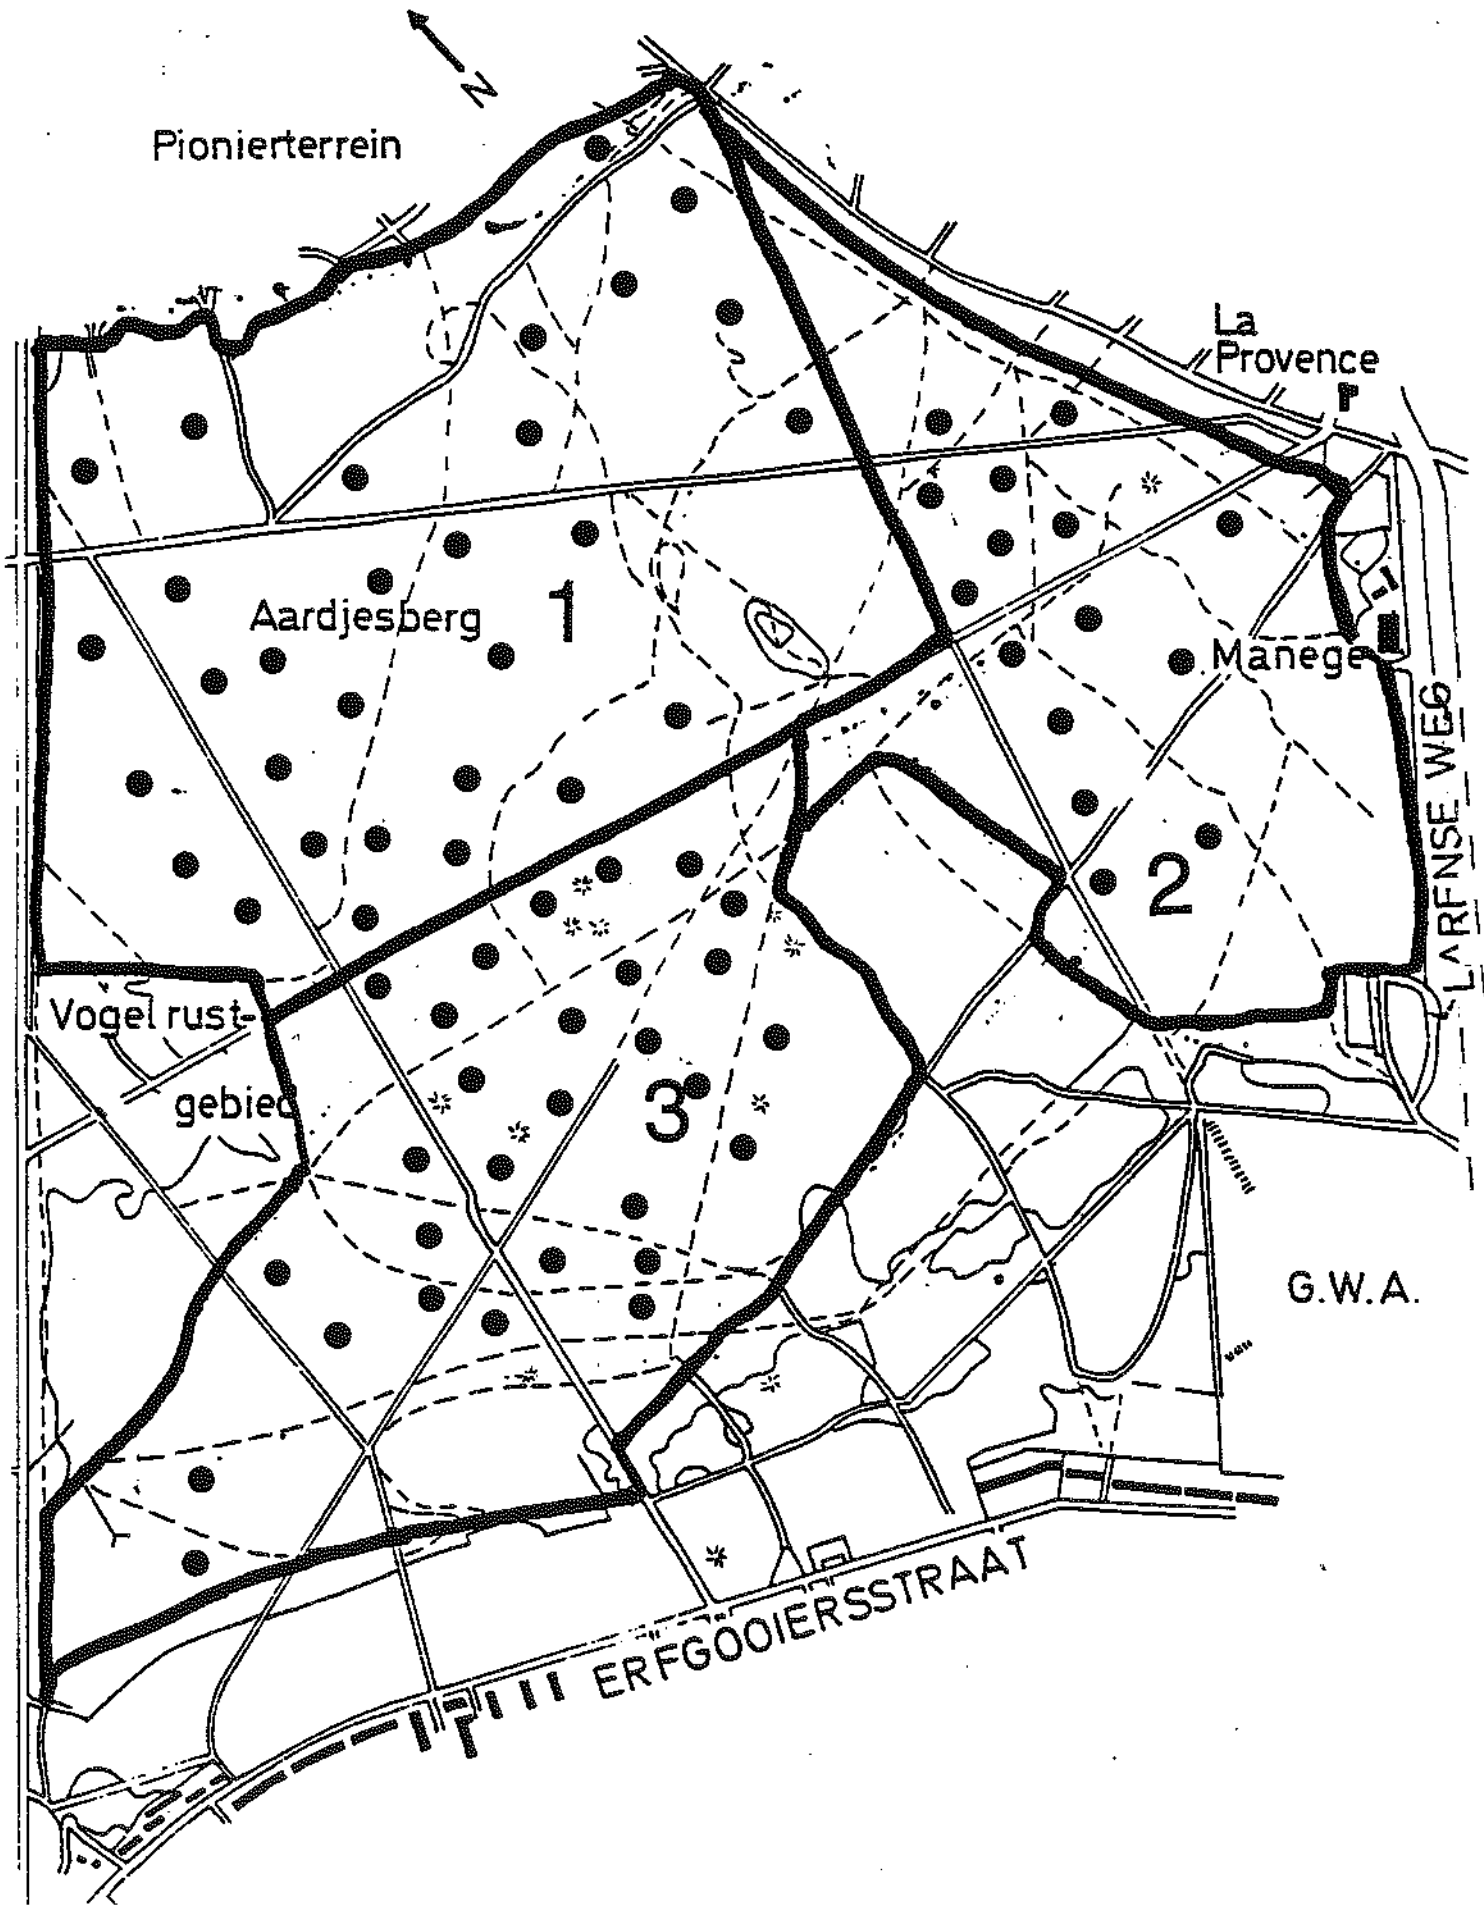 N
Pionierterrein
La
Provence
Aardjesberg
1
Manege
LARENSE WEG
2
Vogel rust-
gebied
3
G.W.A.
ERFGOOIERSSTRAAT